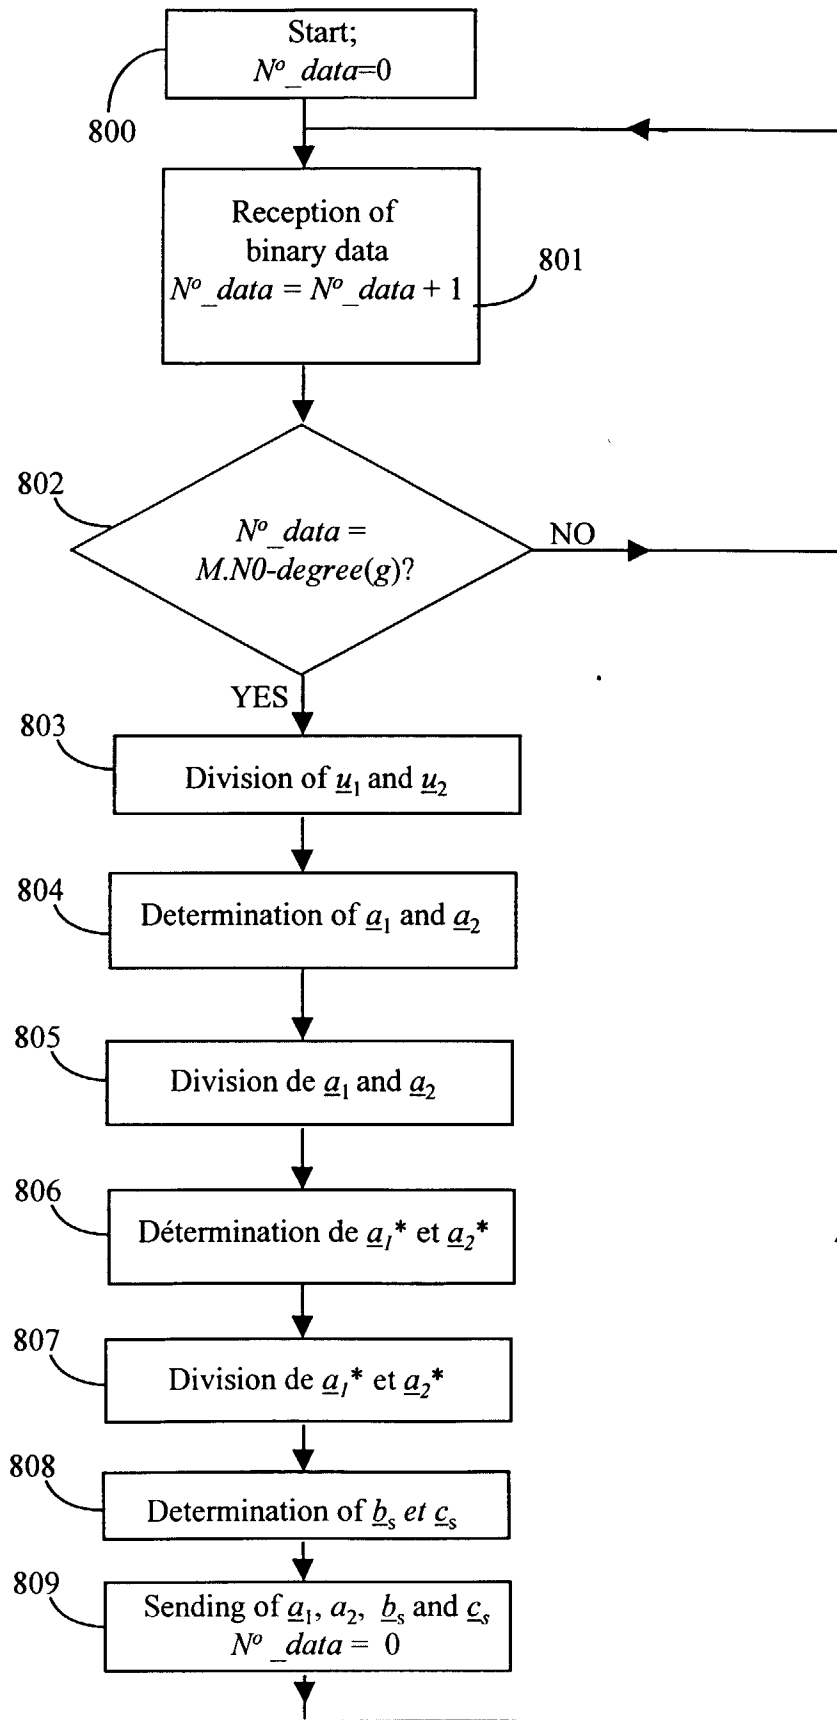 Start;
Nº_data=0
800
Reception of
binary data
Nº_data = Nº_data + 1
801
802
Nº_data =
M.N0-degree(g)?
NO
YES
803
Division of u₁ and u₂
804
Determination of a₁ and a₂
805
Division de a₁ and a₂
806
Détermination de a₁* et a₂*
807
Division de a₁* et a₂*
808
Determination of bₛ et cₛ
809
Sending of a₁, a₂, bₛ and cₛ
Nº_data = 0